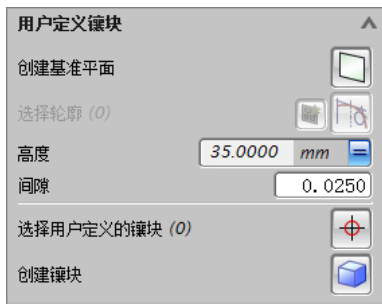 用户定义镶块
创建基准平面
选择轮廓 (0)
高度 35.0000 mm =
间隙 0.0250
选择用户定义的镶块 (0)
创建镶块